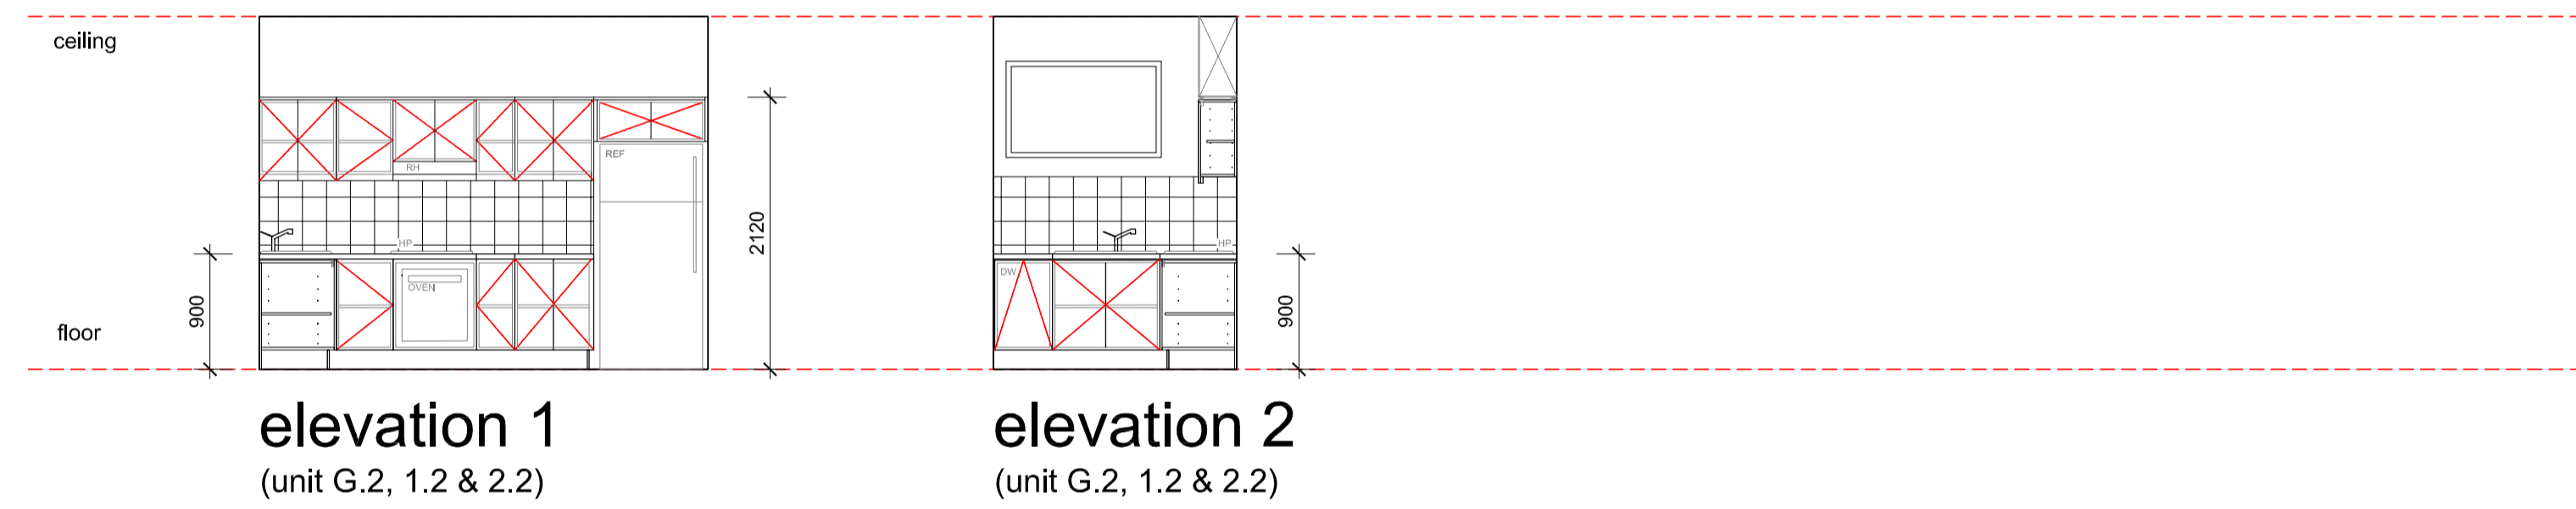 ceiling
floor
900
REF
RH
HP
OVEN
2120
HP
DW
900
elevation 1
(unit G.2, 1.2 & 2.2)
elevation 2
(unit G.2, 1.2 & 2.2)